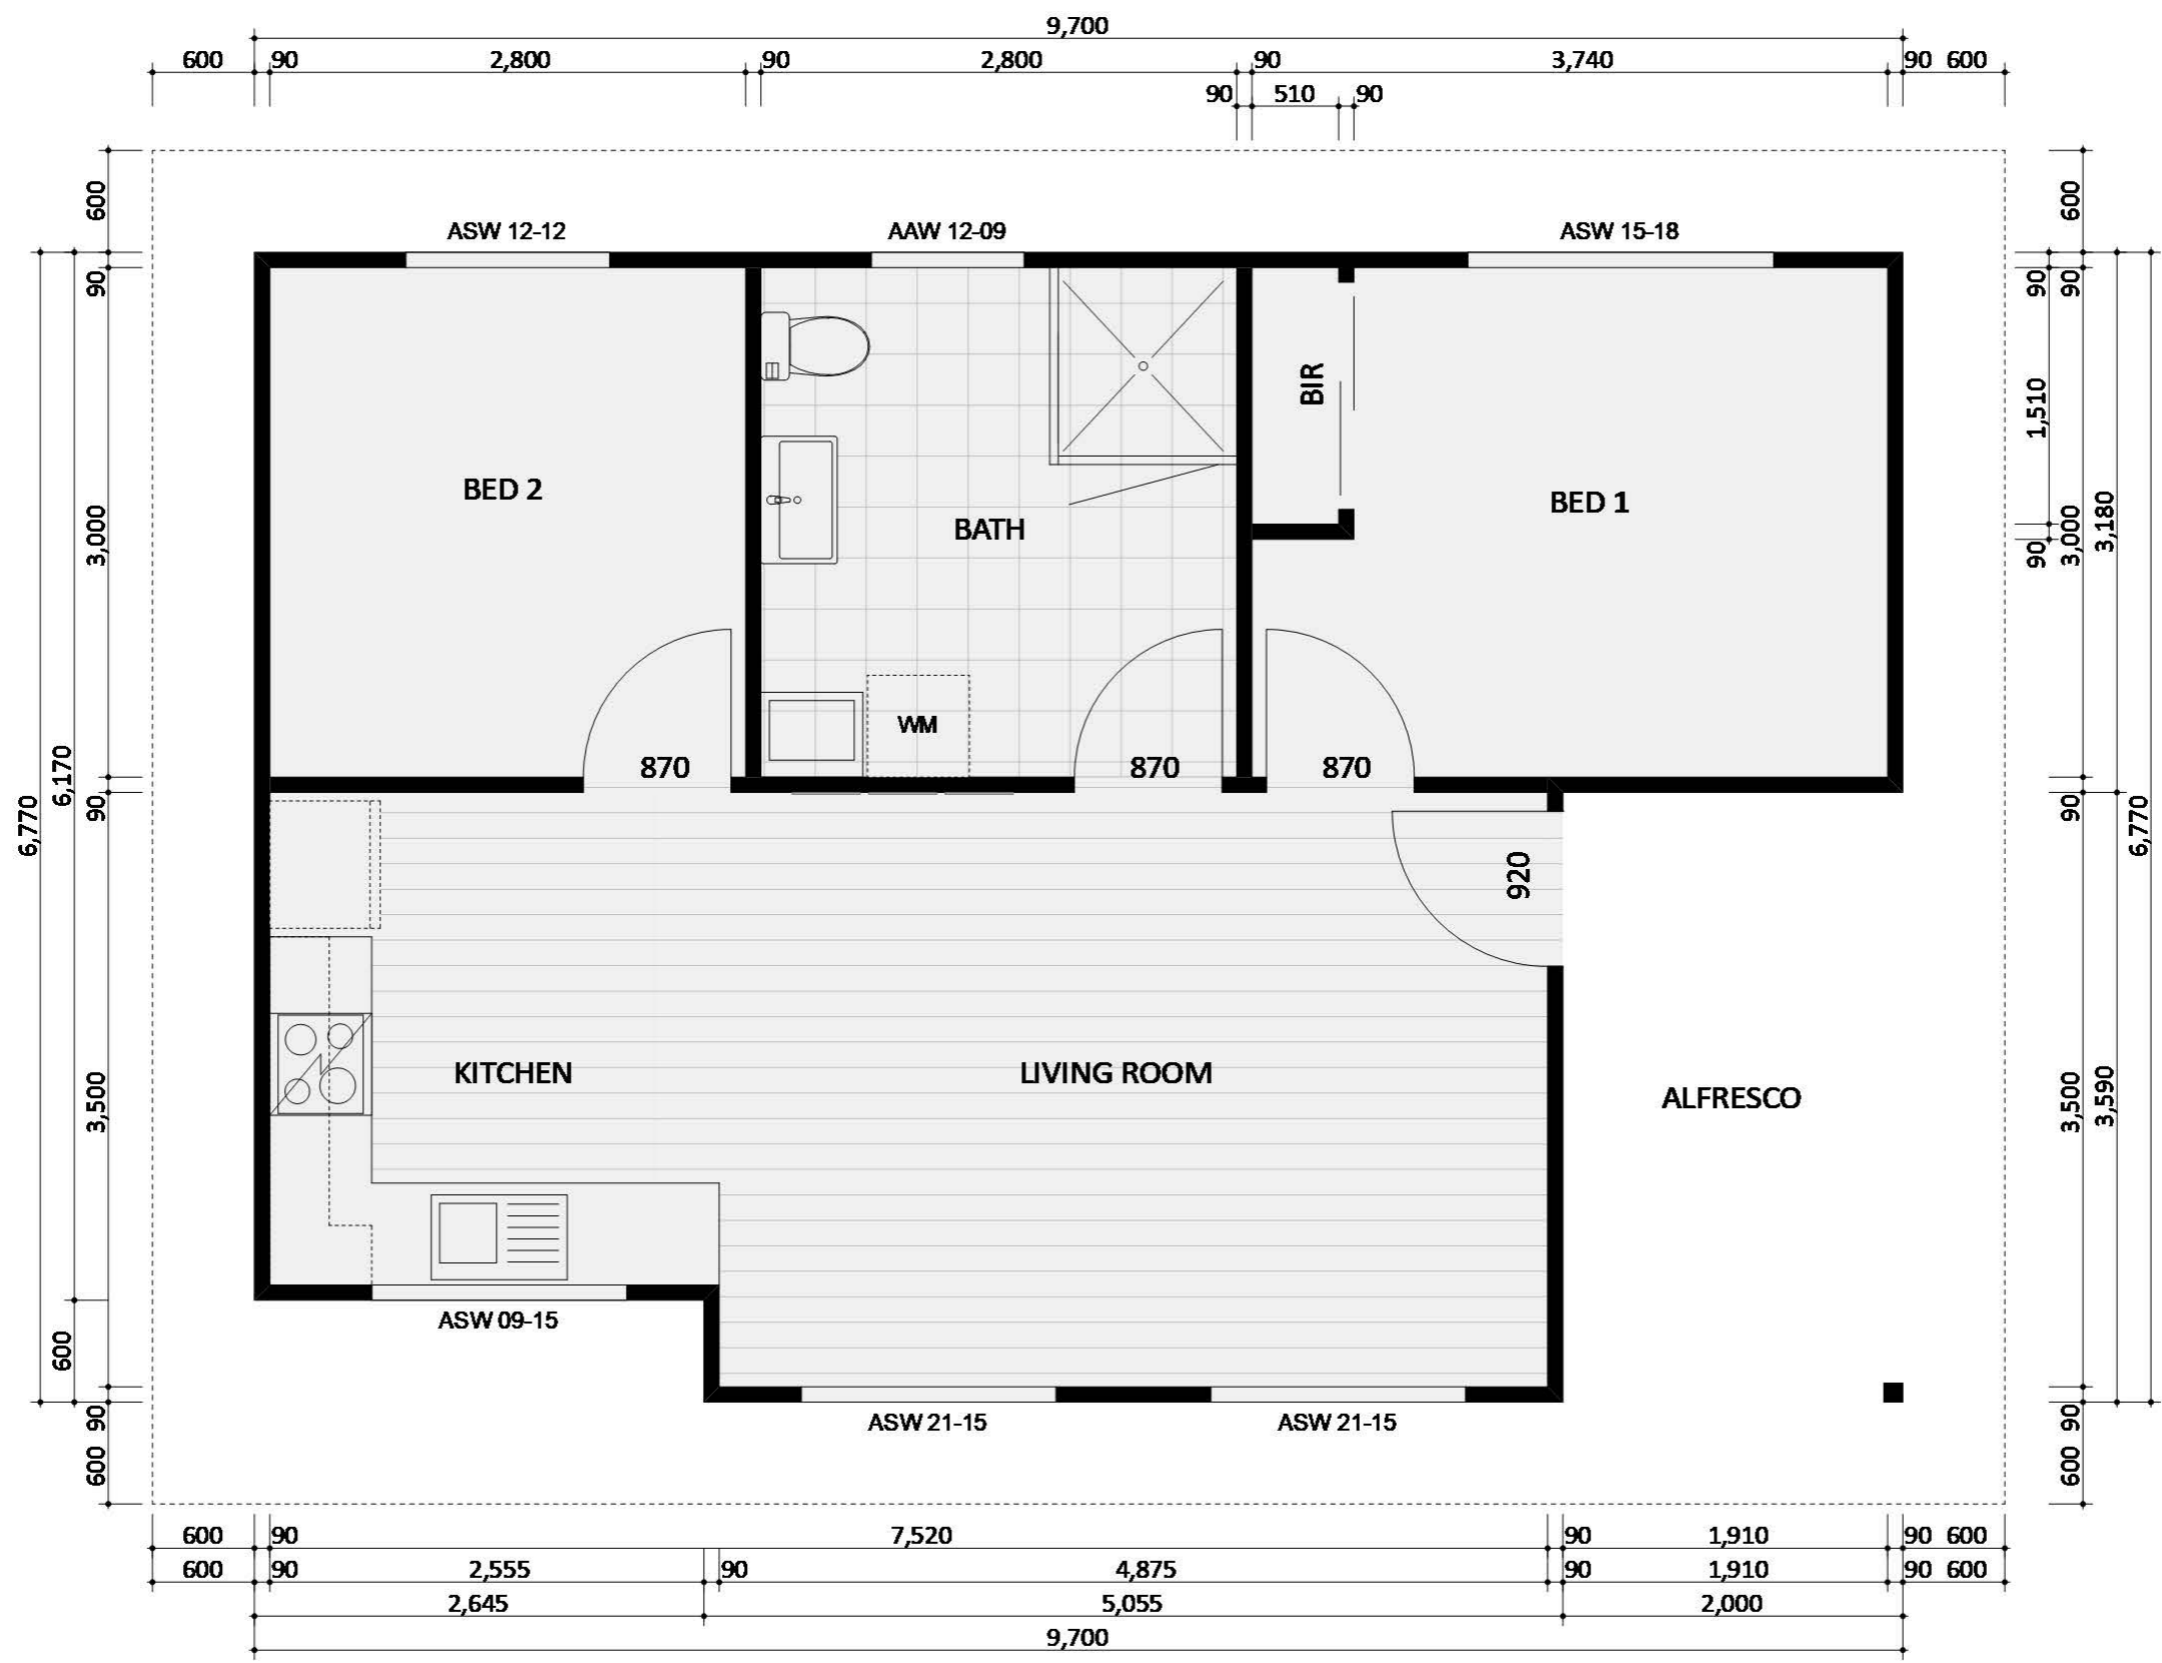 9,700
600 90 2,800 90 2,800 90 3,740 90 600
90 510 90
ASW 12-12 AAW 12-09 ASW 15-18
600
90
3,000
90
3,500
90
600
6,170
600
6,770
BED 2
BATH
BIR
BED 1
WM
870 870 870
920
KITCHEN LIVING ROOM
ALFRESCO
ASW 09-15
ASW 21-15 ASW 21-15
600
90
90
1,510
90
3,000
3,180
90
3,500
3,590
6,770
90
600
600 90 7,520 90 1,910 90 600
600 90 2,555 90 4,875 90 1,910 90 600
2,645 5,055 2,000
9,700